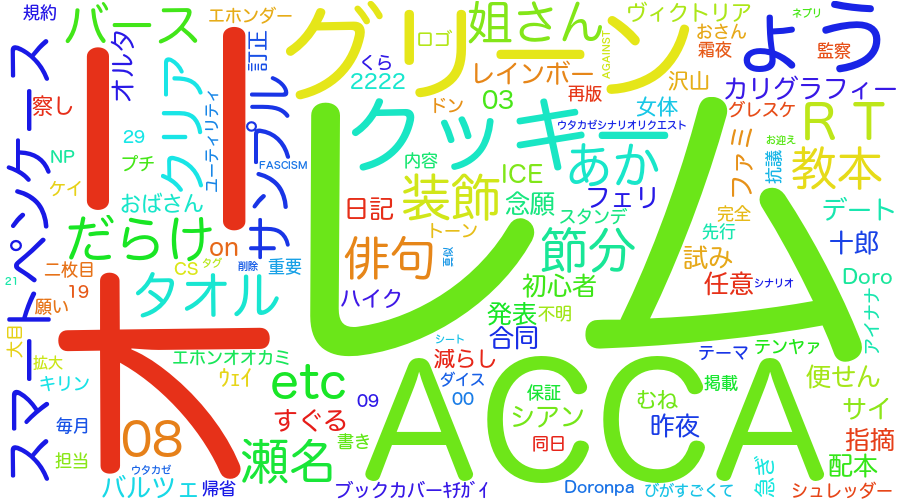 規約
バース
オルタ
訂正
エホンダー
グリーン
姉さん
ヴィクトリア
ネプリ
よう
ロゴ
AGAINST
おさん
霜夜
監察
スマートペンケース
察し
クリア
くら
2222
レインボー
沢山
カリグラフィー
ドン
03
再版
女体
グレスケ
RT
29
ユーティリティ
サンプル
クッキー
ウタカゼシナリオリクエスト
お迎え
NP
プチ
FASCISM
内容
ICE
あか
ファミ
抗議
教本
ケイ
おばさん
日記
装飾
念願
フェリ
だらけ
on
俳句
トーン
スタンデ
完全
デート
先行
十郎
二枚目
CS
タグ
削除
重要
節分
試み
21
19
願い
タオル
ハイク
初心者
任意
シナリオ
Doro
レム
発表
不明
アイナナ
大目
木
シート
合同
拡大
エホンオオカミ
減らし
テーマ
テンヤァ
キリン
ウェイ
etc
ACCA
ダイス
00
保証
掲載
便せん
09
むね
毎月
08
すぐる
シアン
昨夜
サイ
担当
瀬名
書き
同日
指摘
ウタカゼ
配本
バルツェ
帰省
ブックカバーｷﾁｶﾞｲ
Doronpa
びがすごくて
急ぎ
シュレッダー